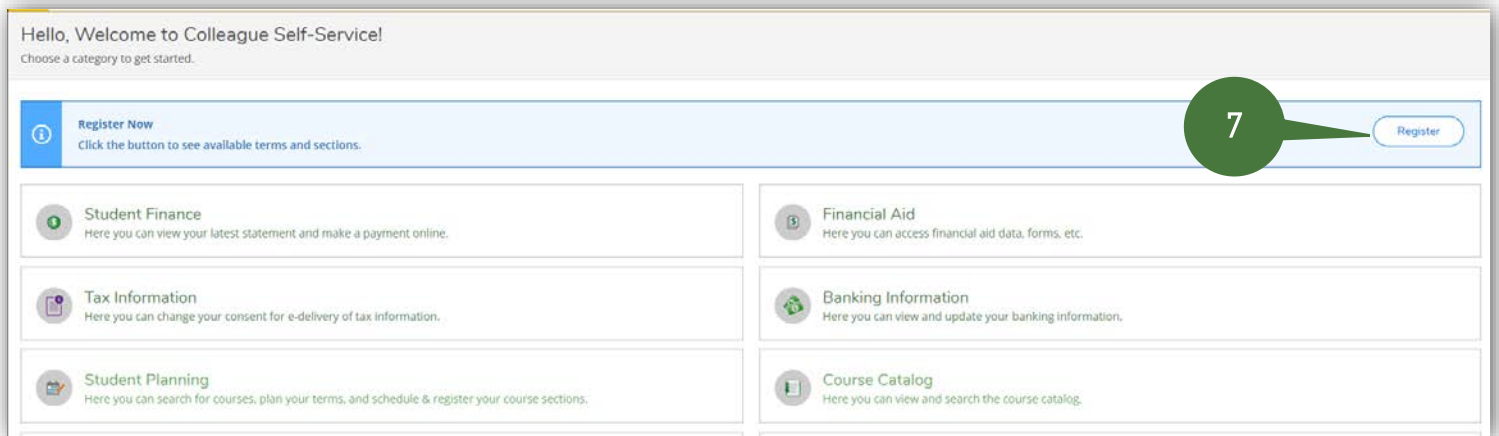 Hello, Welcome to Colleague Self-Service!
Choose a category to get started.
Register Now
Click the button to see available terms and sections.
7
Register
Student Finance
Here you can view your latest statement and make a payment online.
Financial Aid
Here you can access financial aid data, forms, etc.
Tax Information
Here you can change your consent for e-delivery of tax information.
Banking Information
Here you can view and update your banking information.
Student Planning
Here you can search for courses, plan your terms, and schedule & register your course sections.
Course Catalog
Here you can view and search the course catalog.